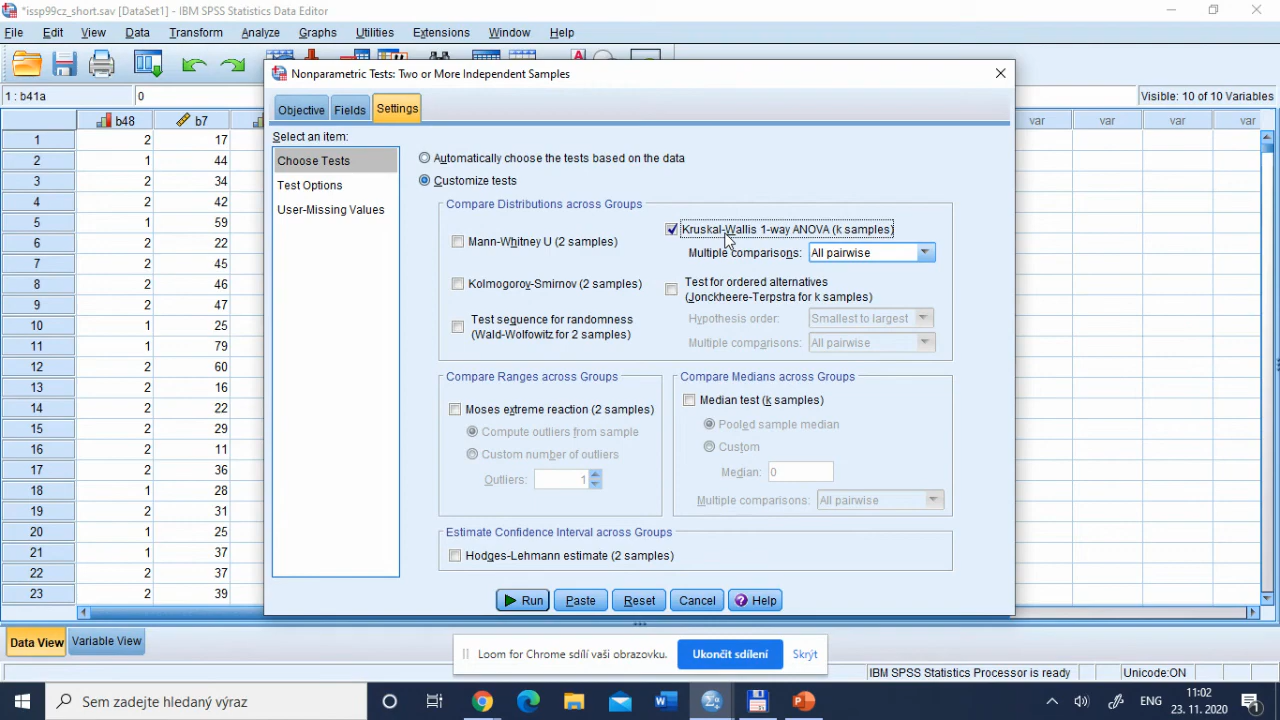 *issp99cz_short.sav [DataSet1] - IBM SPSS Statistics Data Editor
File Edit View Data Transform Analyze Graphs Utilities Extensions Window Help
Nonparametric Tests: Two or More Independent Samples
1 : b41a 0 Visible: 10 of 10 Variables
Objective Fields Settings
b48 b7 var var var var
Select an item:
Choose Tests
Test Options
User-Missing Values
Automatically choose the tests based on the data
Customize tests
Compare Distributions across Groups
Mann-Whitney U (2 samples)
Kolmogorov-Smirnov (2 samples)
Test sequence for randomness
(Wald-Wolfowitz for 2 samples)
Kruskal-Wallis 1-way ANOVA (k samples)
Multiple comparisons: All pairwise
Test for ordered alternatives
(Jonckheere-Terpstra for k samples)
Hypothesis order: Smallest to largest
Multiple comparisons: All pairwise
Compare Ranges across Groups
Moses extreme reaction (2 samples)
Compute outliers from sample
Custom number of outliers
Outliers: 1
Compare Medians across Groups
Median test (k samples)
Pooled sample median
Custom
Median: 0
Multiple comparisons: All pairwise
Estimate Confidence Interval across Groups
Hodges-Lehmann estimate (2 samples)
Run Paste Reset Cancel Help
1 2 17
2 1 44
3 2 34
4 2 42
5 1 59
6 2 47
7 2 45
8 2 46
9 2 47
10 1 25
11 1 79
12 2 60
13 2 16
14 2 22
15 2 29
16 2 11
17 2 36
18 1 28
19 2 31
20 1 25
21 1 37
22 2 37
23 2 39
Data View Variable View
Loom for Chrome sdílí vaši obrazovku. Ukončit sdílení Skrýt
IBM SPSS Statistics Processor is ready Unicode:ON
Sem zadejte hledaný výraz
ENG
11:02
23. 11. 2020
1